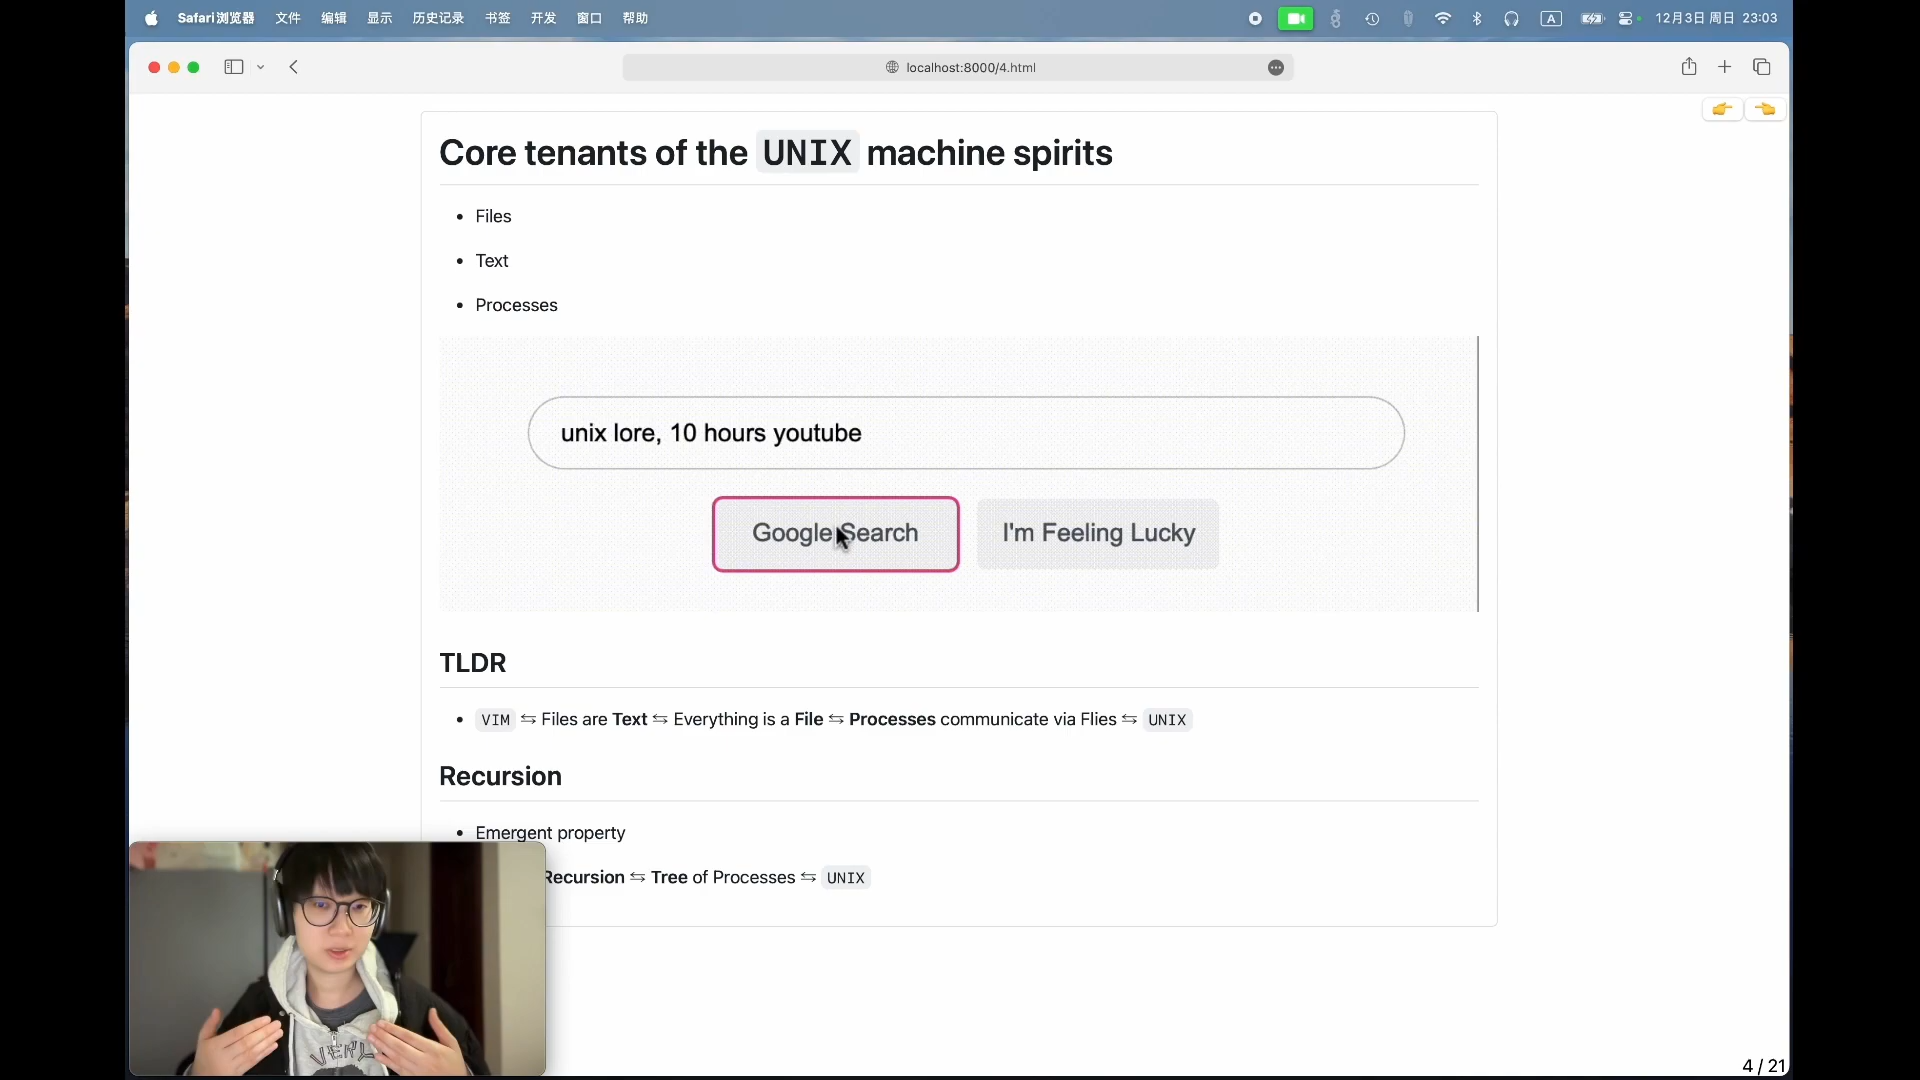 Safari浏览器 文件 编辑 显示 历史记录 书签 开发 窗口 帮助 A 12月3日 周日 23:03
localhost:8000/4.html
Core tenants of the UNIX machine spirits
Files
Text
Processes
unix lore, 10 hours youtube
Google Search I'm Feeling Lucky
TLDR
VIM ⇆ Files are Text ⇆ Everything is a File ⇆ Processes communicate via Flies ⇆ UNIX
Recursion
Emergent property
Recursion ⇆ Tree of Processes ⇆ UNIX
4 / 21